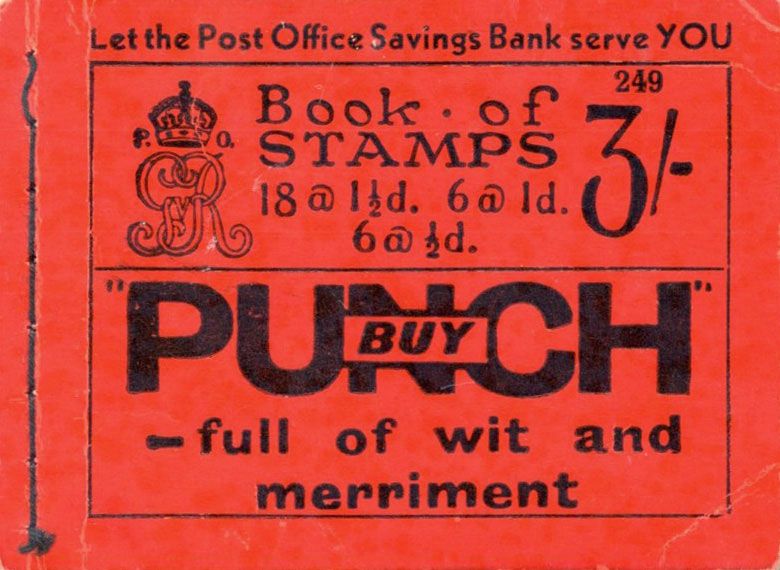 Let the Post Office Savings Bank serve YOU
249
Book · of
STAMPS 3/-
P. O.
GRV
18 @ 1½d. 6 @ 1d.
6 @ ½d.
"PUNCH"
BUY
-full of wit and
merriment